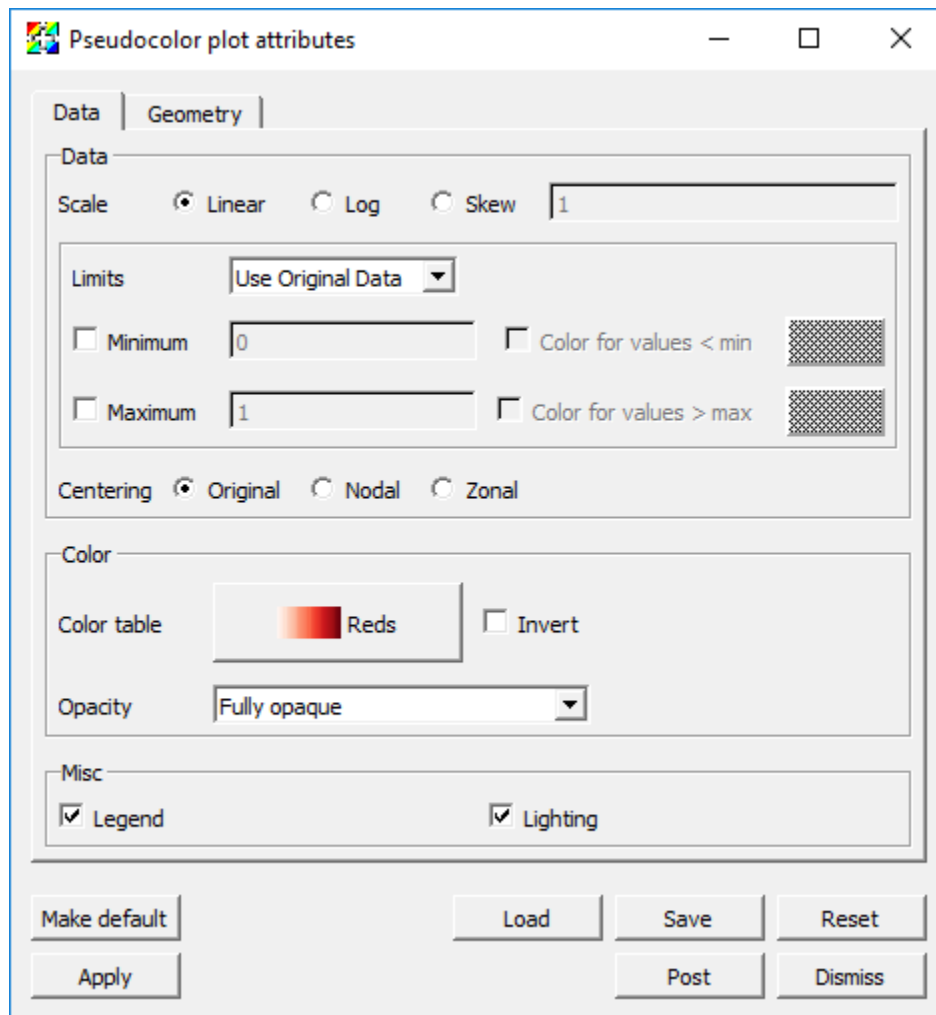 Pseudocolor plot attributes
Data Geometry
Data
Scale Linear Log Skew 1
Limits Use Original Data
Minimum 0 Color for values < min
Maximum 1 Color for values > max
Centering Original Nodal Zonal
Color
Color table Reds Invert
Opacity Fully opaque
Misc
Legend Lighting
Make default Load Save Reset
Apply Post Dismiss